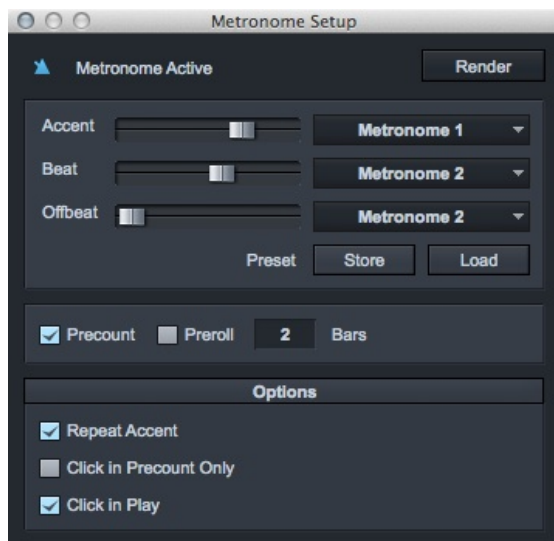 Metronome Setup
Metronome Active Render
Accent Metronome 1
Beat Metronome 2
Offbeat Metronome 2
Preset Store Load
Precount Preroll 2 Bars
Options
Repeat Accent
Click in Precount Only
Click in Play